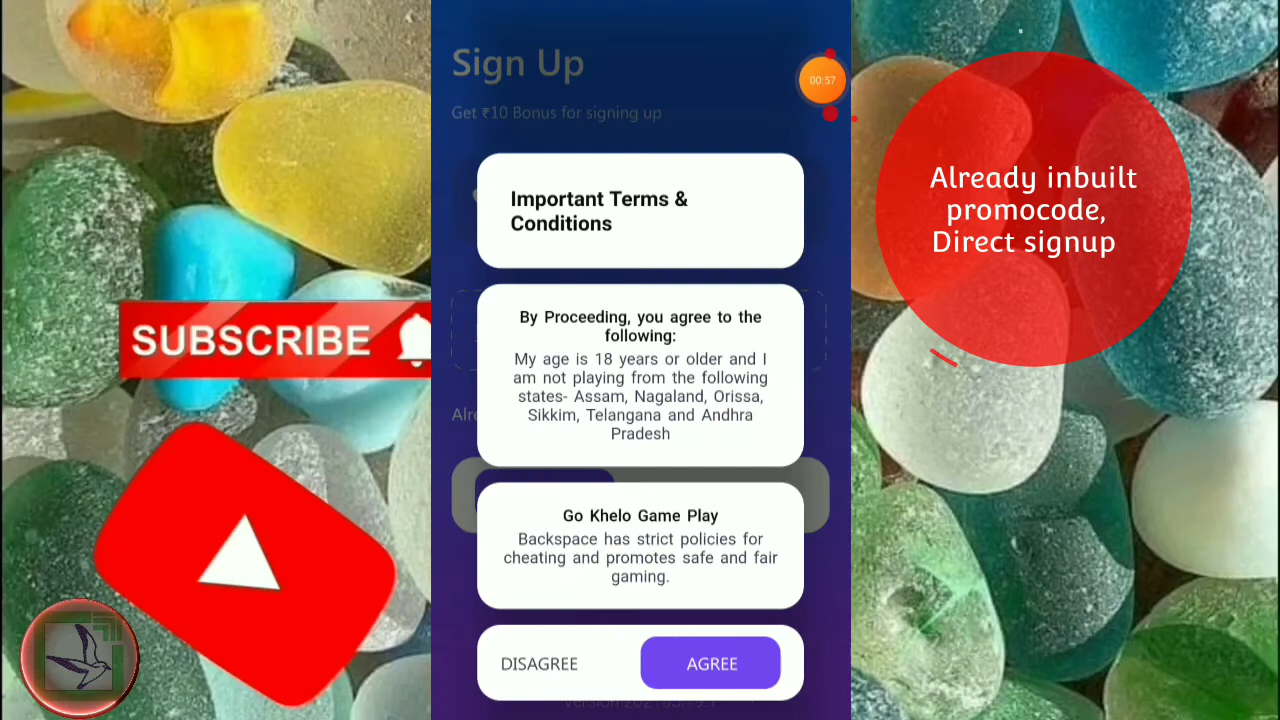 Sign Up
00:57
Get ₹10 Bonus for signing up
Important Terms &
Conditions
Already inbuilt
promocode,
Direct signup
By Proceeding, you agree to the
following:
My age is 18 years or older and I
am not playing from the following
states- Assam, Nagaland, Orissa,
Sikkim, Telangana and Andhra
Pradesh
SUBSCRIBE
Go Khelo Game Play
Backspace has strict policies for
cheating and promotes safe and fair
gaming.
DISAGREE
AGREE